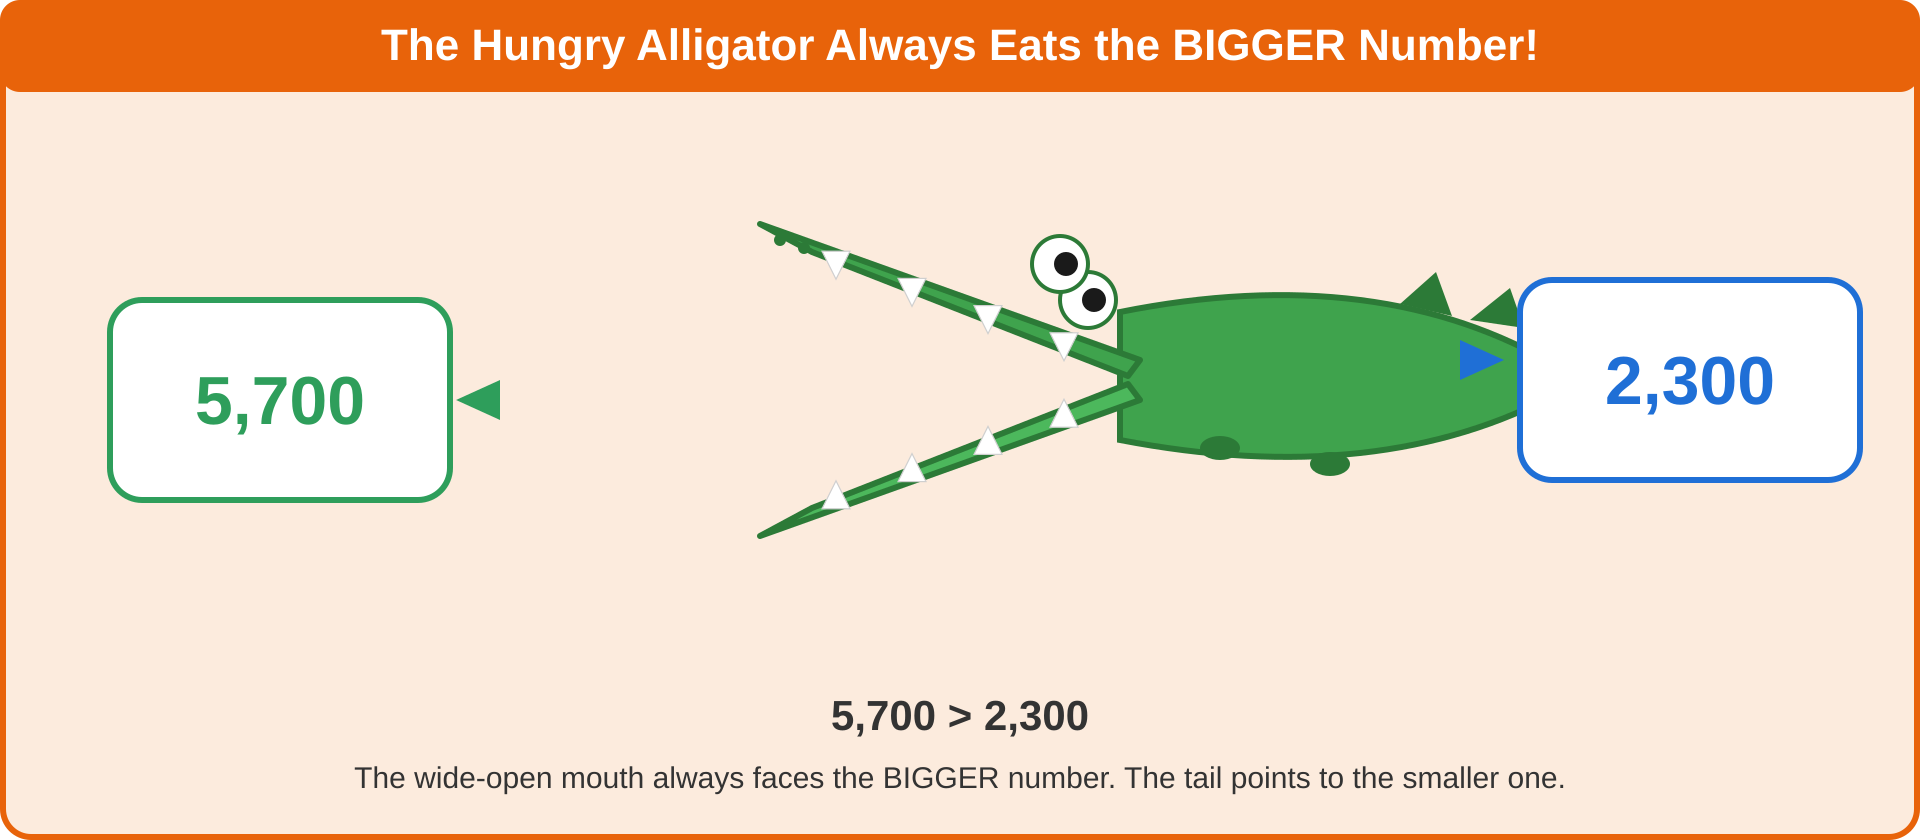 The Hungry Alligator Always Eats the BIGGER Number!
5,700
2,300
5,700 > 2,300
The wide-open mouth always faces the BIGGER number. The tail points to the smaller one.